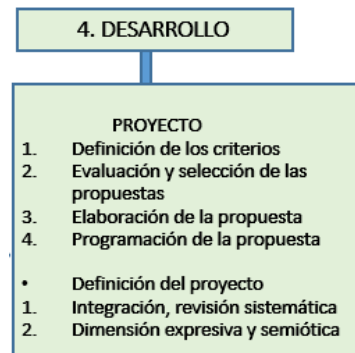 4. DESARROLLO
PROYECTO
1. Definición de los criterios
2. Evaluación y selección de las
propuestas
3. Elaboración de la propuesta
4. Programación de la propuesta
• Definición del proyecto
1. Integración, revisión sistemática
2. Dimensión expresiva y semiótica